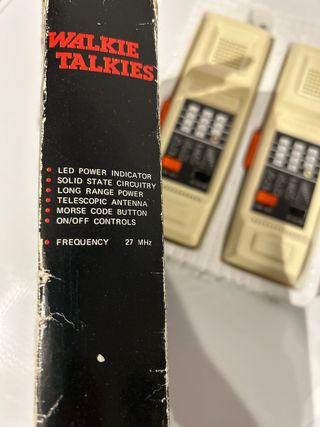 WALKIE
TALKIES
• LED POWER INDICATOR
• SOLID STATE CIRCUITRY
• LONG RANGE POWER
• TELESCOPIC ANTENNA
• MORSE CODE BUTTON
• ON/OFF CONTROLS
• FREQUENCY 27 MHz